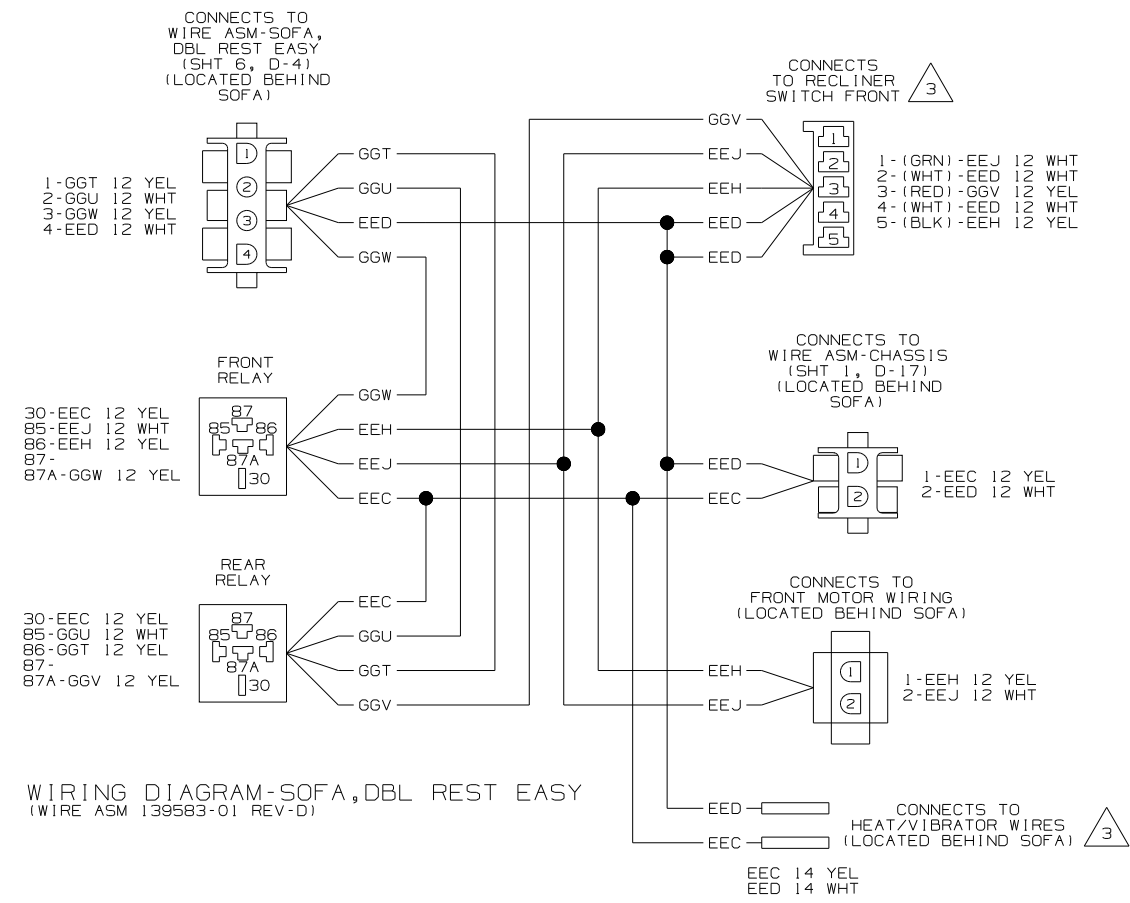 CONNECTS TO
WIRE ASM-SOFA,
DBL REST EASY
(SHT 6, D-4)
(LOCATED BEHIND
SOFA)
1
2
3
4
1-GGT 12 YEL
2-GGU 12 WHT
3-GGW 12 YEL
4-EED 12 WHT
GGT
GGU
EED
GGW
CONNECTS
TO RECLINER
SWITCH FRONT
3
GGV
EEJ
EEH
EED
EED
1
2
3
4
5
1-(GRN)-EEJ 12 WHT
2-(WHT)-EED 12 WHT
3-(RED)-GGV 12 YEL
4-(WHT)-EED 12 WHT
5-(BLK)-EEH 12 YEL
FRONT
RELAY
30-EEC 12 YEL
85-EEJ 12 WHT
86-EEH 12 YEL
87-
87A-GGW 12 YEL
87
85 86
87A
30
GGW
EEH
EEJ
EEC
CONNECTS TO
WIRE ASM-CHASSIS
(SHT 1, D-17)
(LOCATED BEHIND
SOFA)
EED
EEC
1
2
1-EEC 12 YEL
2-EED 12 WHT
REAR
RELAY
30-EEC 12 YEL
85-GGU 12 WHT
86-GGT 12 YEL
87-
87A-GGV 12 YEL
87
85 86
87A
30
EEC
GGU
GGT
GGV
CONNECTS TO
FRONT MOTOR WIRING
(LOCATED BEHIND SOFA)
EEH
EEJ
1
2
1-EEH 12 YEL
2-EEJ 12 WHT
WIRING DIAGRAM-SOFA,DBL REST EASY
(WIRE ASM 139583-01 REV-D)
EED
EEC
CONNECTS TO
HEAT/VIBRATOR WIRES
(LOCATED BEHIND SOFA)
3
EEC 14 YEL
EED 14 WHT